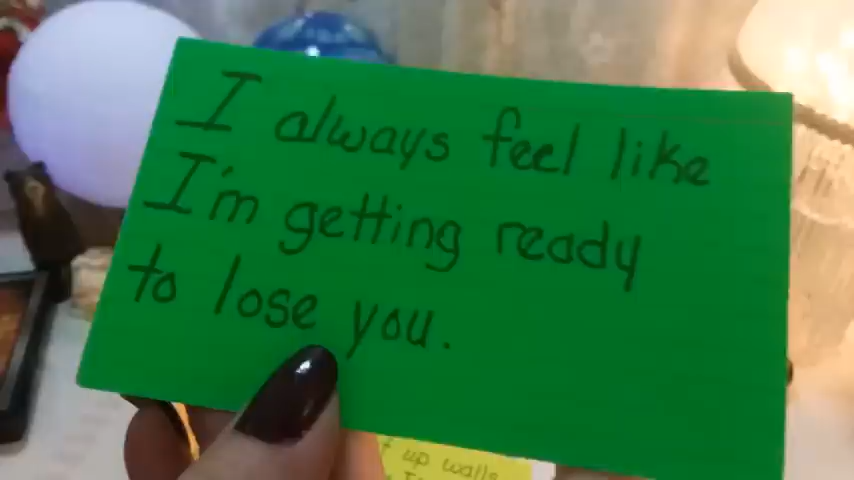 I always feel like
I'm getting ready
to lose you.
up walls